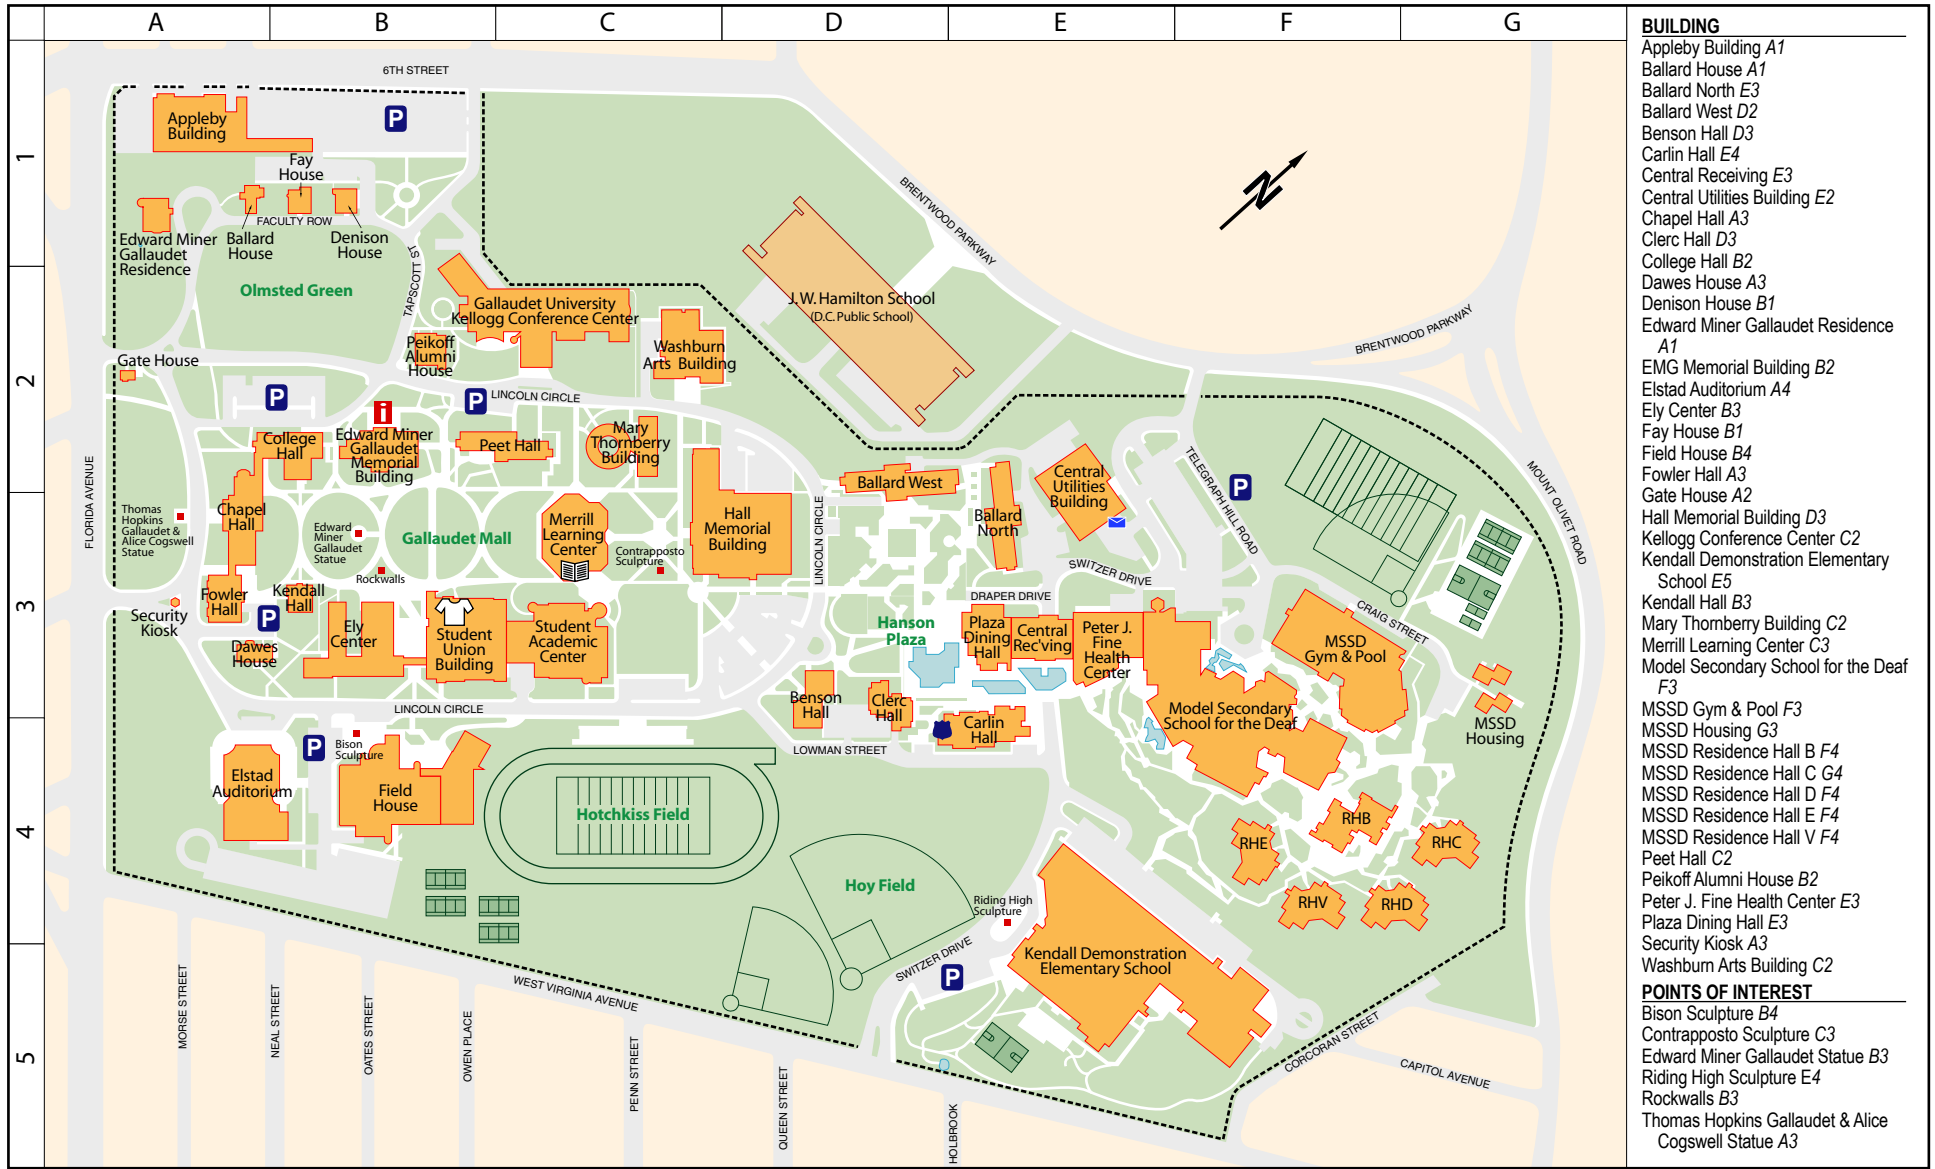 A B C D E F G
1
2
3
4
5
6TH STREET
P
Appleby
Building
Fay
House
FACULTY ROW
Edward Miner
Gallaudet
Residence
Ballard
House
Denison
House
TAPSCOTT ST
BRENTWOOD PARKWAY
N
Olmsted Green
Gallaudet University
Kellogg Conference Center
J.W. Hamilton School
(D.C. Public School)
BRENTWOOD PARKWAY
Gate House
Peikoff
Alumni
House
Washburn
Arts Building
P
i
P
LINCOLN CIRCLE
College
Hall
Edward Miner
Gallaudet
Memorial
Building
Peet Hall
Mary
Thornberry
Building
FLORIDA AVENUE
Ballard West
Central
Utilities
Building
TELEGRAPH HILL ROAD
P
MOUNT OLIVET ROAD
Thomas
Hopkins
Gallaudet &
Alice Cogswell
Statue
Chapel
Hall
Edward
Miner
Gallaudet
Statue
Gallaudet Mall
Merrill
Learning
Center
Contrapposto
Sculpture
Hall
Memorial
Building
LINCOLN CIRCLE
Ballard
North
Rockwalls
SWITZER DRIVE
DRAPER DRIVE
CRAIG STREET
Security
Kiosk
Fowler
Hall
Kendall
Hall
P
Dawes
House
Ely
Center
Student
Union
Building
Student
Academic
Center
Hanson
Plaza
Plaza
Dining
Hall
Central
Rec'ving
Peter J.
Fine
Health
Center
MSSD
Gym & Pool
LINCOLN CIRCLE
Benson
Hall
Clerc
Hall
Carlin
Hall
Model Secondary
School for the Deaf
MSSD
Housing
P
Bison
Sculpture
LOWMAN STREET
Elstad
Auditorium
Field
House
Hotchkiss Field
RHE
RHB
RHC
RHV
RHD
Hoy Field
Riding High
Sculpture
SWITZER DRIVE
P
Kendall Demonstration
Elementary School
WEST VIRGINIA AVENUE
MORSE STREET
NEAL STREET
OATES STREET
OWEN PLACE
PENN STREET
QUEEN STREET
HOLBROOK
CORCORAN STREET
CAPITOL AVENUE
BUILDING
Appleby Building A1
Ballard House A1
Ballard North E3
Ballard West D2
Benson Hall D3
Carlin Hall E4
Central Receiving E3
Central Utilities Building E2
Chapel Hall A3
Clerc Hall D3
College Hall B2
Dawes House A3
Denison House B1
Edward Miner Gallaudet Residence
A1
EMG Memorial Building B2
Elstad Auditorium A4
Ely Center B3
Fay House B1
Field House B4
Fowler Hall A3
Gate House A2
Hall Memorial Building D3
Kellogg Conference Center C2
Kendall Demonstration Elementary
School E5
Kendall Hall B3
Mary Thornberry Building C2
Merrill Learning Center C3
Model Secondary School for the Deaf
F3
MSSD Gym & Pool F3
MSSD Housing G3
MSSD Residence Hall B F4
MSSD Residence Hall C G4
MSSD Residence Hall D F4
MSSD Residence Hall E F4
MSSD Residence Hall V F4
Peet Hall C2
Peikoff Alumni House B2
Peter J. Fine Health Center E3
Plaza Dining Hall E3
Security Kiosk A3
Washburn Arts Building C2
POINTS OF INTEREST
Bison Sculpture B4
Contrapposto Sculpture C3
Edward Miner Gallaudet Statue B3
Riding High Sculpture E4
Rockwalls B3
Thomas Hopkins Gallaudet & Alice
Cogswell Statue A3